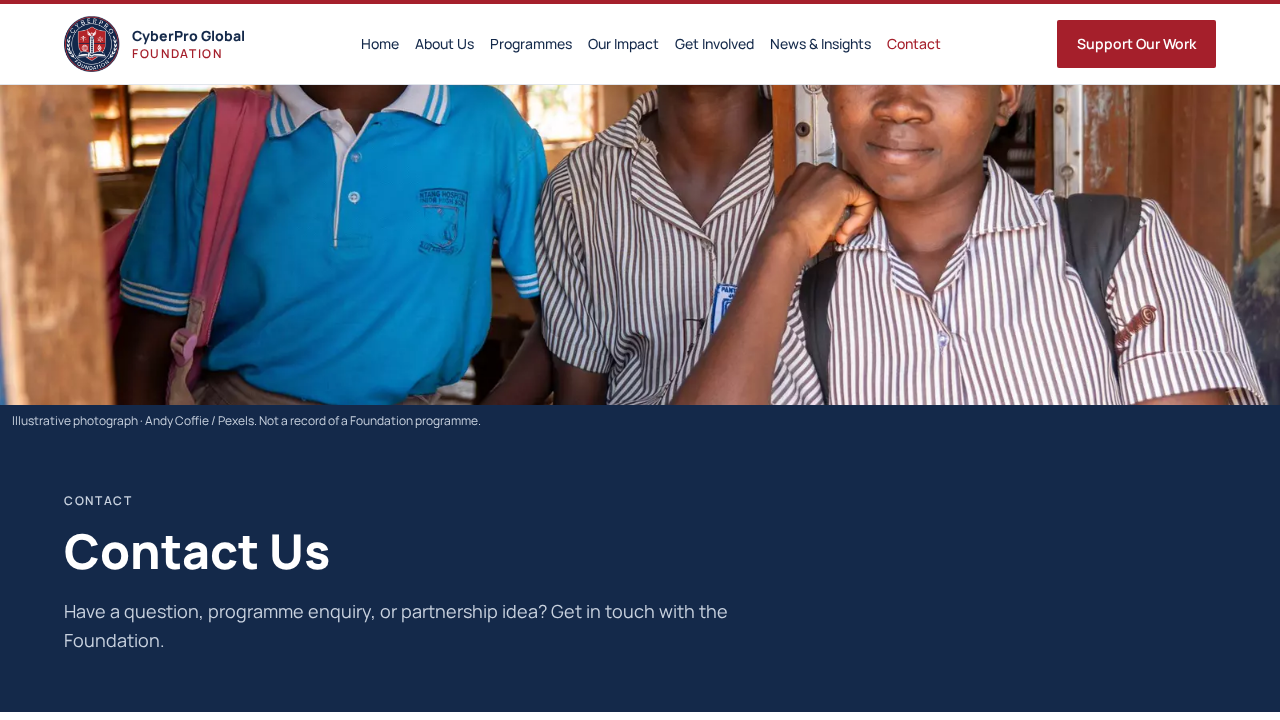 CyberPro Global
FOUNDATION
Home
About Us
Programmes
Our Impact
Get Involved
News & Insights
Contact
Support Our Work
Illustrative photograph · Andy Coffie / Pexels. Not a record of a Foundation programme.
CONTACT
Contact Us
Have a question, programme enquiry, or partnership idea? Get in touch with the
Foundation.